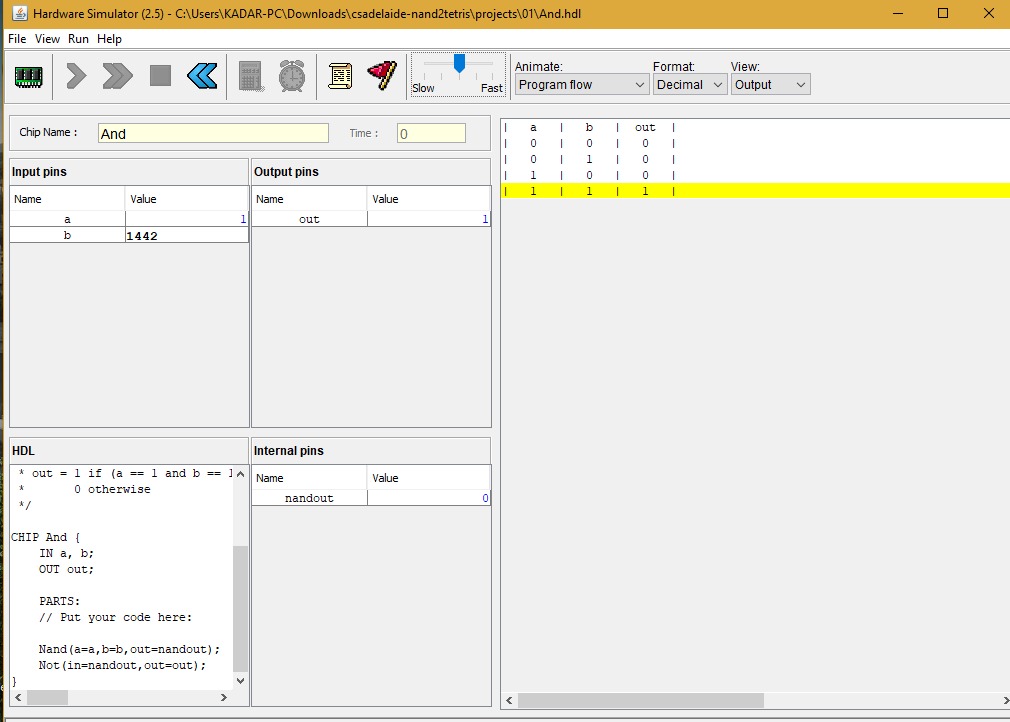 Hardware Simulator (2.5) - C:\Users\KADAR-PC\Downloads\csadelaide-nand2tetris\projects\01\And.hdl
File View Run Help
Slow Fast
Animate: Format: View:
Program flow Decimal Output
Chip Name : And Time : 0
Input pins
Name Value
a 1
b 1442
Output pins
Name Value
out 1
HDL
* out = 1 if (a == 1 and b == 1
* 0 otherwise
*/
CHIP And {
IN a, b;
OUT out;
PARTS:
// Put your code here:
Nand(a=a,b=b,out=nandout);
Not(in=nandout,out=out);
}
Internal pins
Name Value
nandout 0
| a | b | out |
| 0 | 0 | 0 |
| 0 | 1 | 0 |
| 1 | 0 | 0 |
| 1 | 1 | 1 |